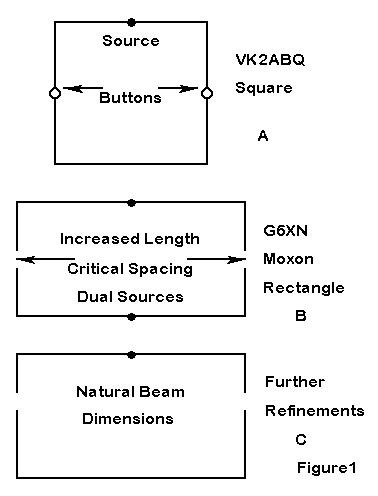 Source
VK2ABQ
Square
Buttons
A
Increased Length
Critical Spacing
Dual Sources
G6XN
Moxon
Rectangle
B
Natural Beam
Dimensions
Further
Refinements
C
Figure1